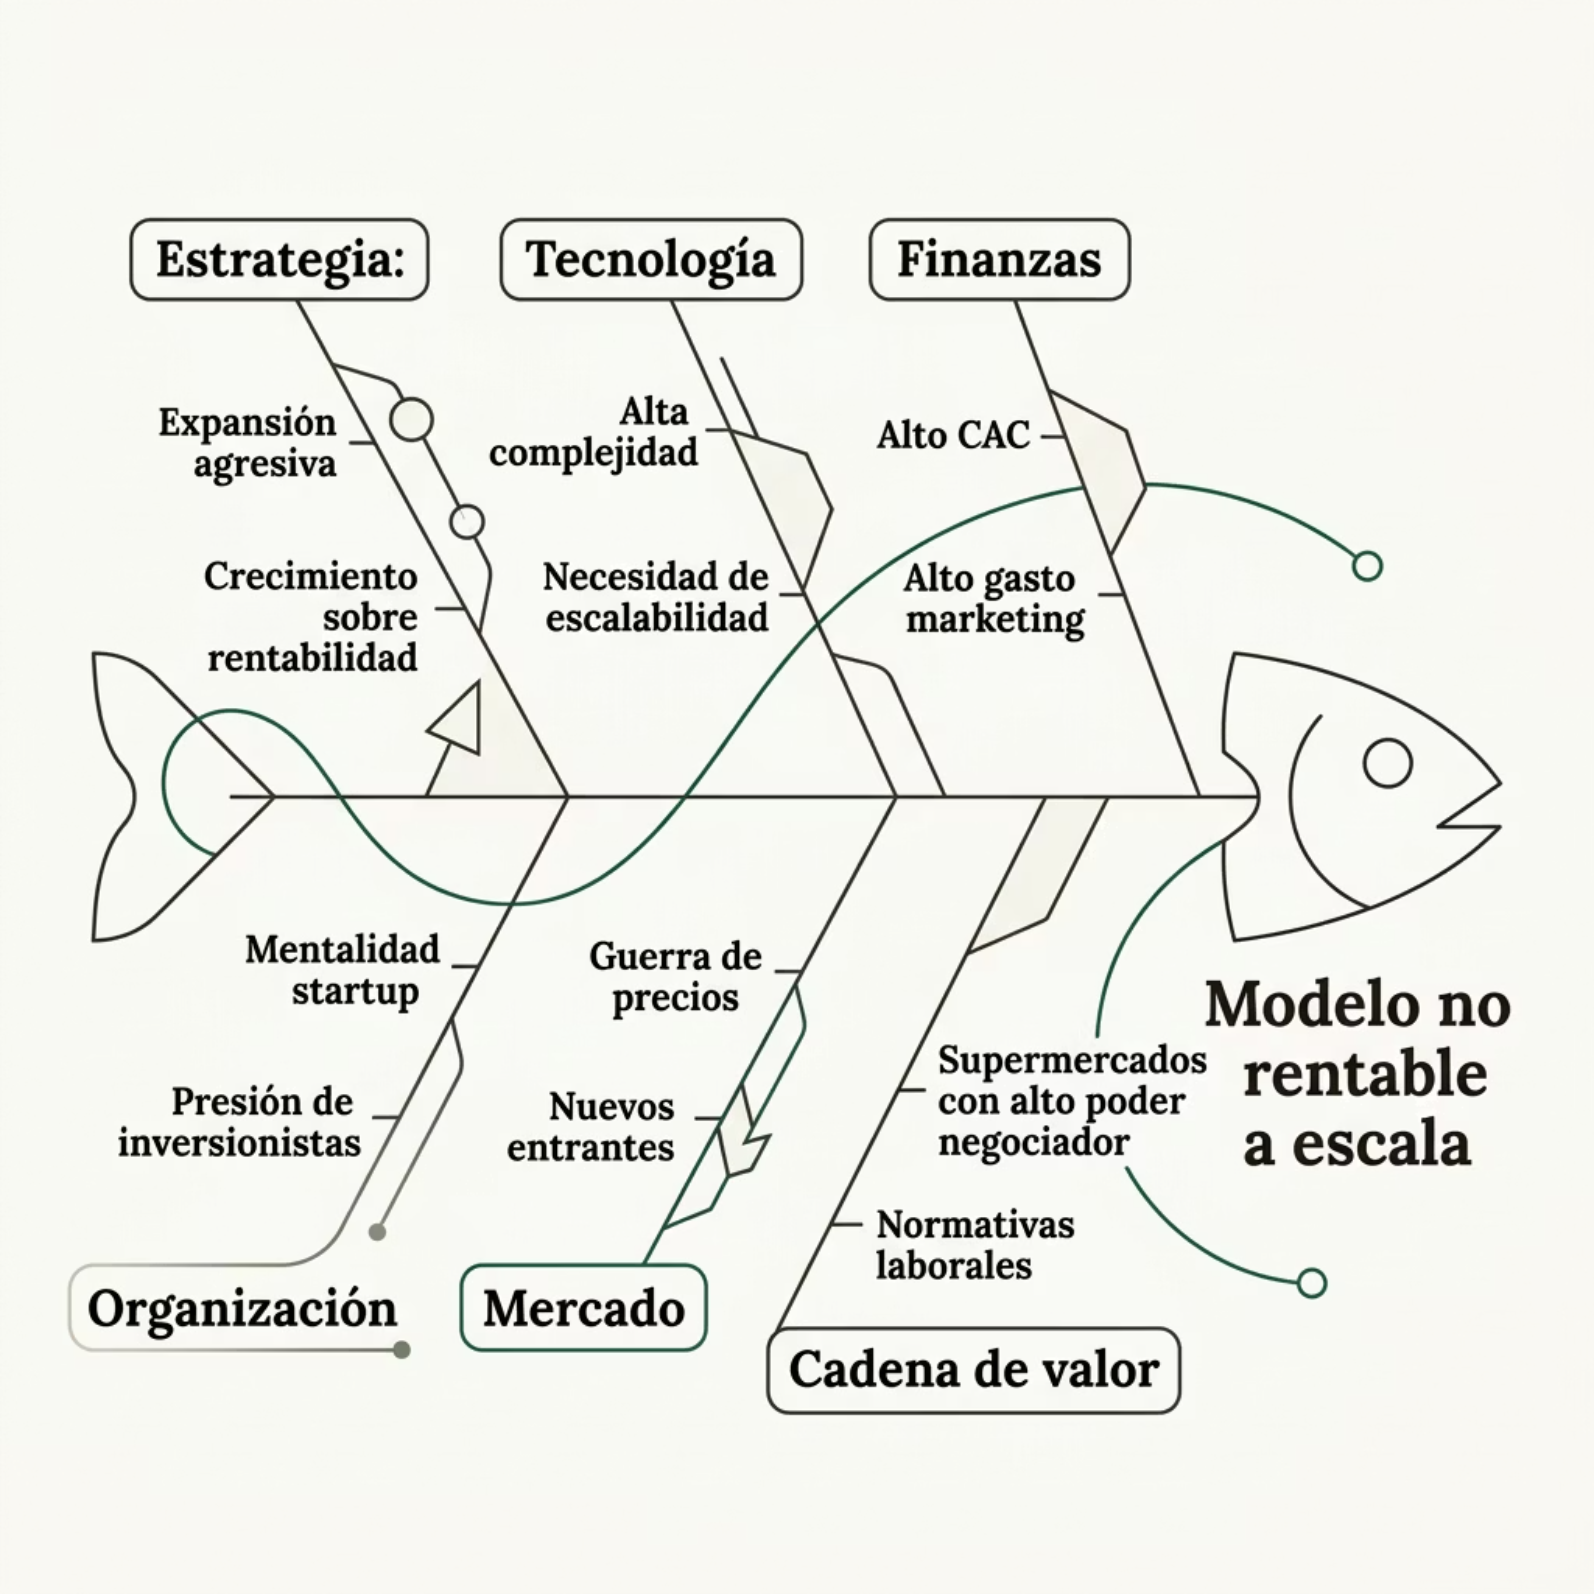 Estrategia:
Tecnología
Finanzas
Expansión
agresiva
Crecimiento
sobre
rentabilidad
Alta
complejidad
Necesidad de
escalabilidad
Alto CAC
Alto gasto
marketing
Mentalidad
startup
Presión de
inversionistas
Guerra de
precios
Nuevos
entrantes
Supermercados
con alto poder
negociador
Normativas
laborales
Modelo no
rentable
a escala
Organización
Mercado
Cadena de valor